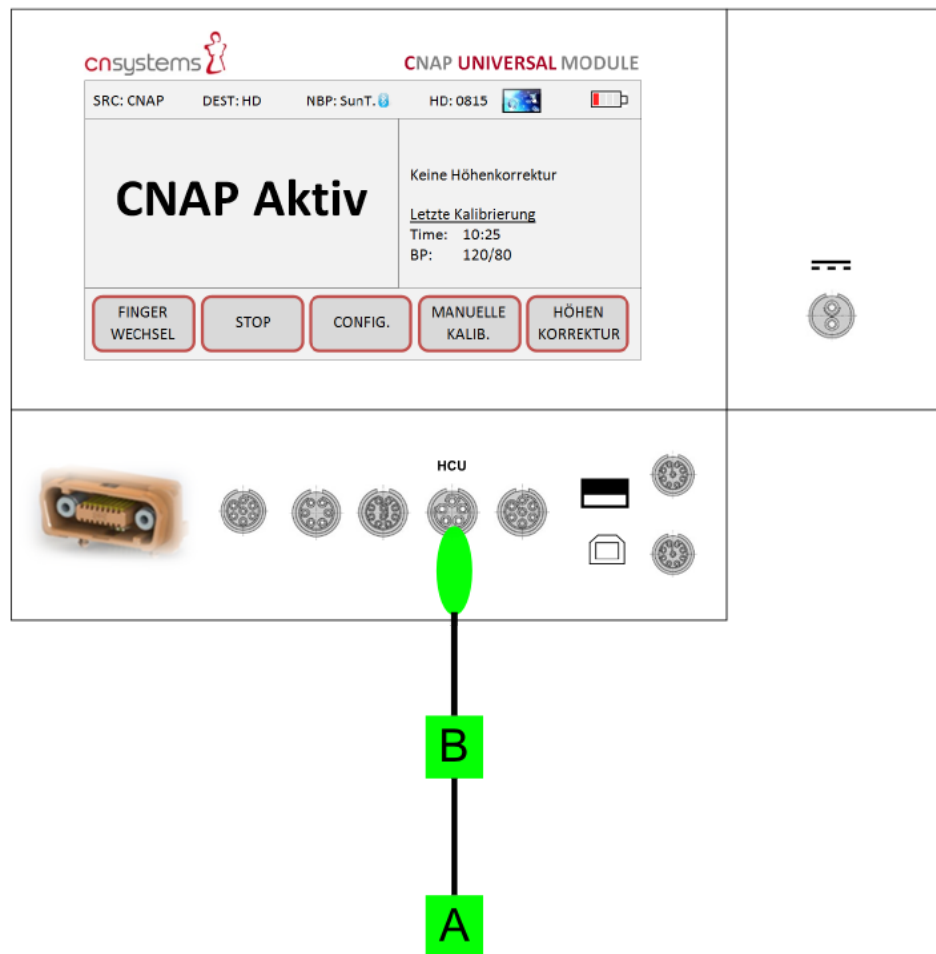 cnsystems
CNAP UNIVERSAL MODULE
SRC: CNAP DEST: HD NBP: SunT. HD: 0815
CNAP Aktiv
Keine Höhenkorrektur
Letzte Kalibrierung
Time: 10:25
BP: 120/80
FINGER WECHSEL
STOP
CONFIG.
MANUELLE KALIB.
HÖHEN KORREKTUR
HCU
B
A